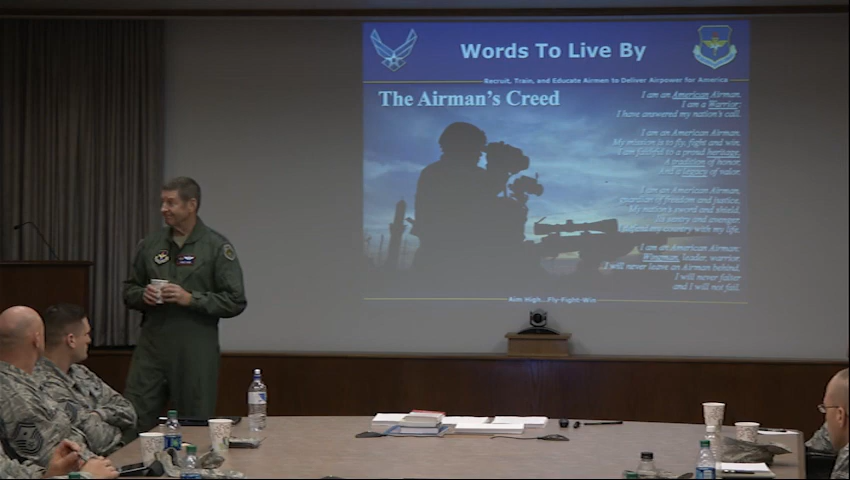 Words To Live By
Recruit, Train, and Educate Airmen to Deliver Airpower for America
The Airman's Creed
I am an American Airman.
I am a Warrior.
I have answered my nation's call.
I am an American Airman.
My mission is to fly, fight and win.
I am faithful to a proud heritage,
A tradition of honor,
And a legacy of valor.
I am an American Airman,
guardian of freedom and justice,
My nation's sword and shield,
Its sentry and avenger.
I defend my country with my life.
I am an American Airman:
Wingman, leader, warrior
I will never leave an Airman behind,
I will never falter
and I will not fail.
Aim High...Fly-Fight-Win